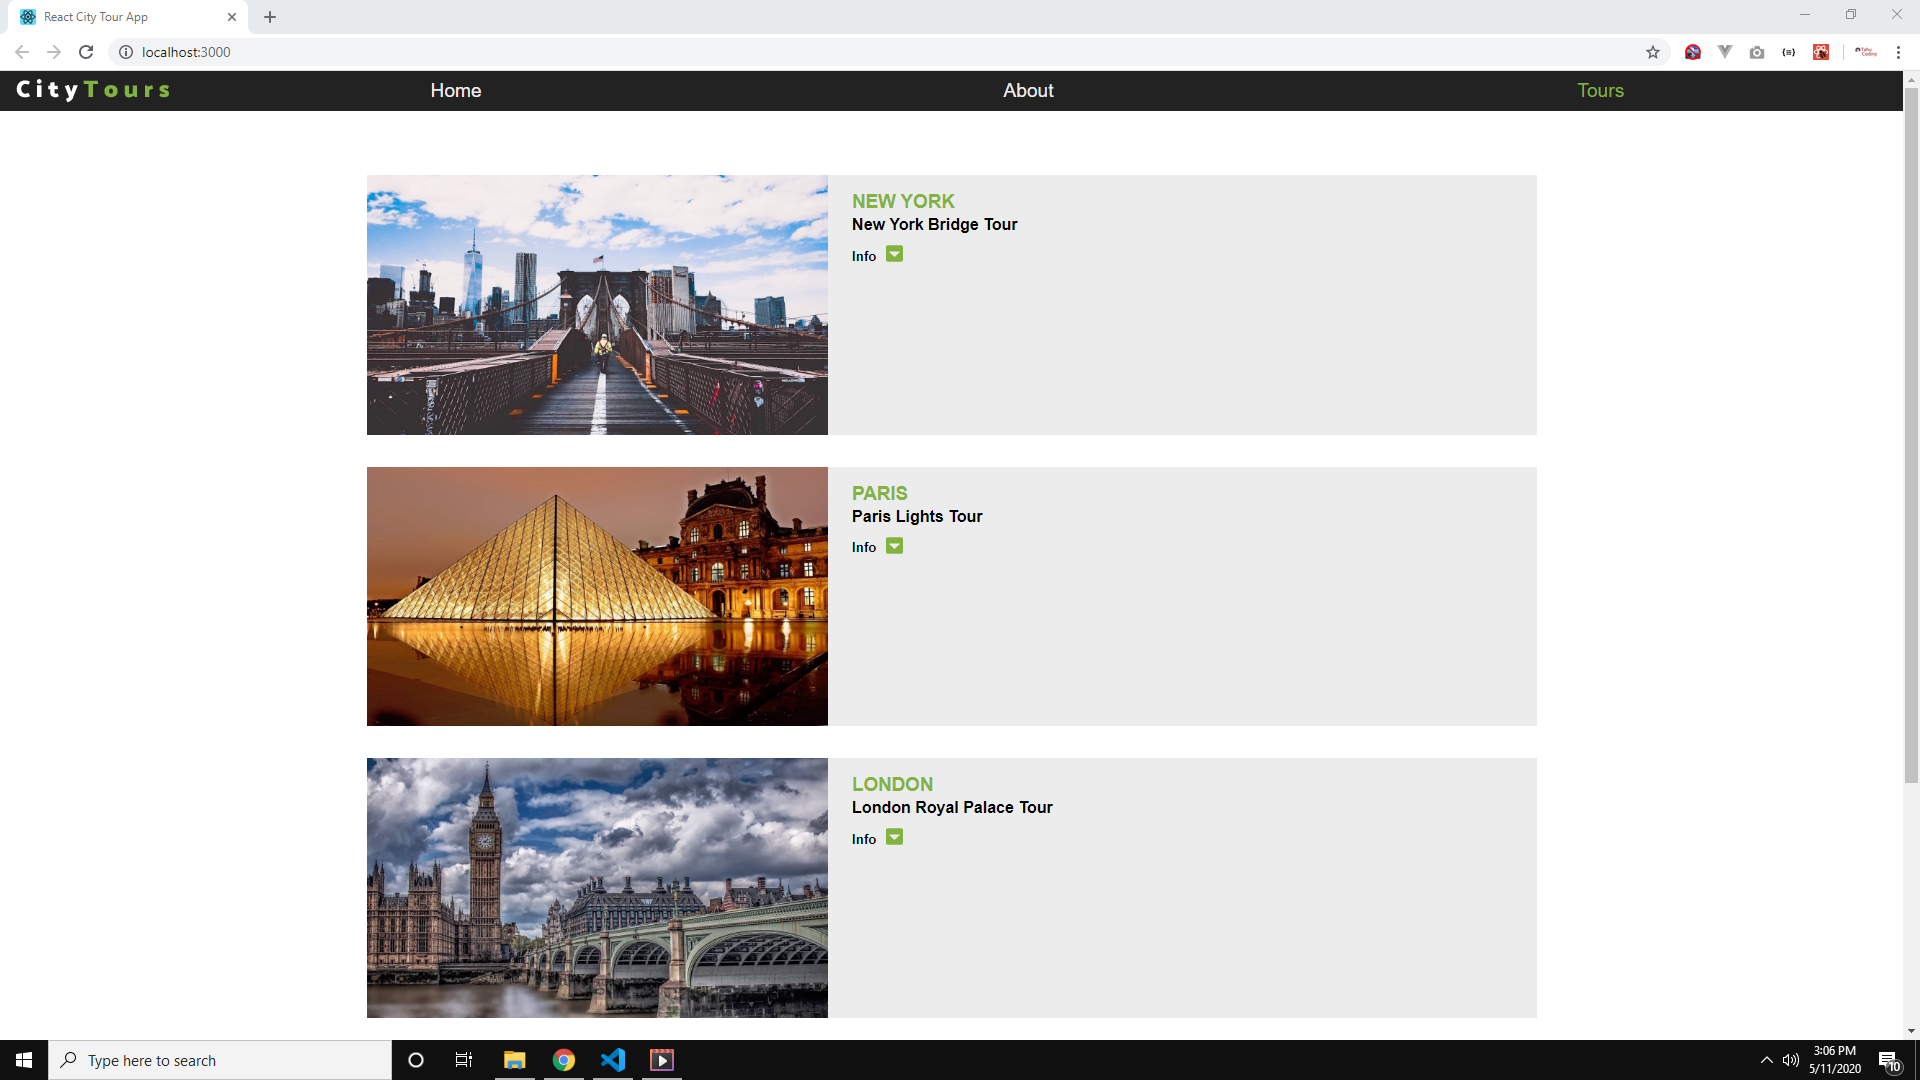 React City Tour App
localhost:3000
CityTours
Home
About
Tours
NEW YORK
New York Bridge Tour
Info
PARIS
Paris Lights Tour
Info
LONDON
London Royal Palace Tour
Info
Type here to search
3:06 PM
5/11/2020
10